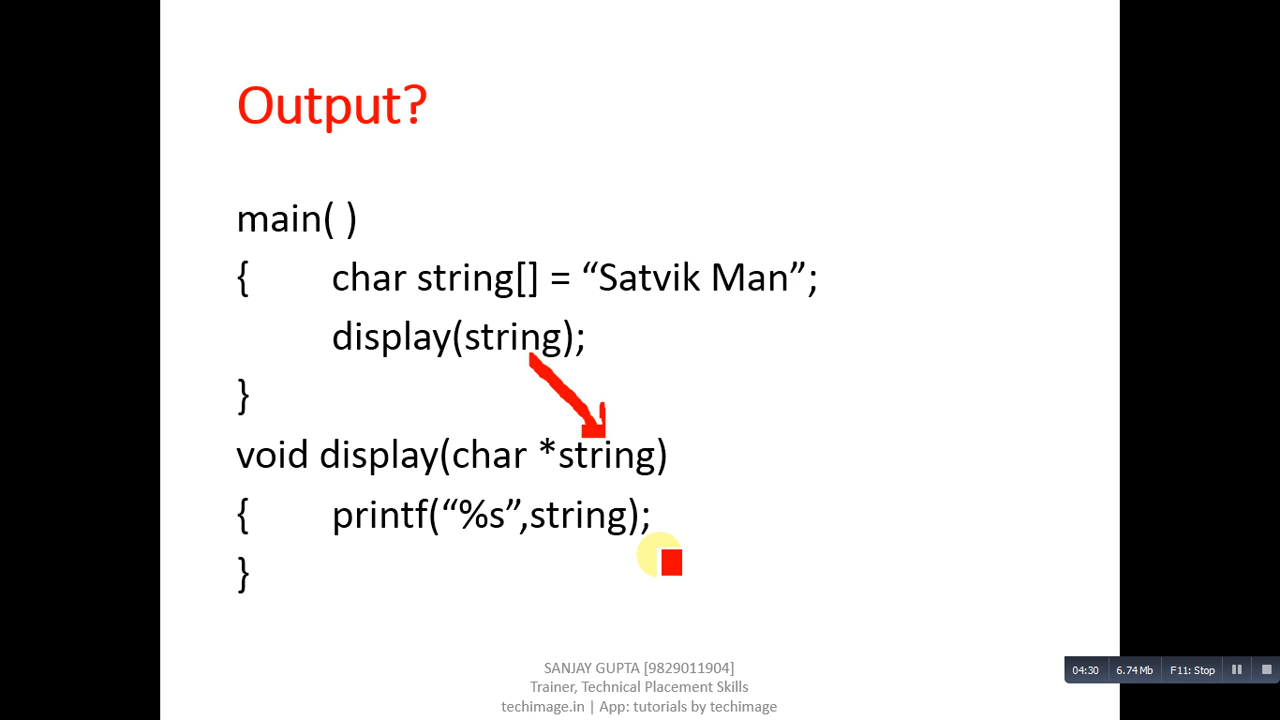 Output?
main( )
{ char string[] = “Satvik Man”;
display(string);
}
void display(char *string)
{ printf(“%s”,string);
}
SANJAY GUPTA [9829011904]
Trainer, Technical Placement Skills
techimage.in | App: tutorials by techimage
04:30 6.74 Mb F11: Stop